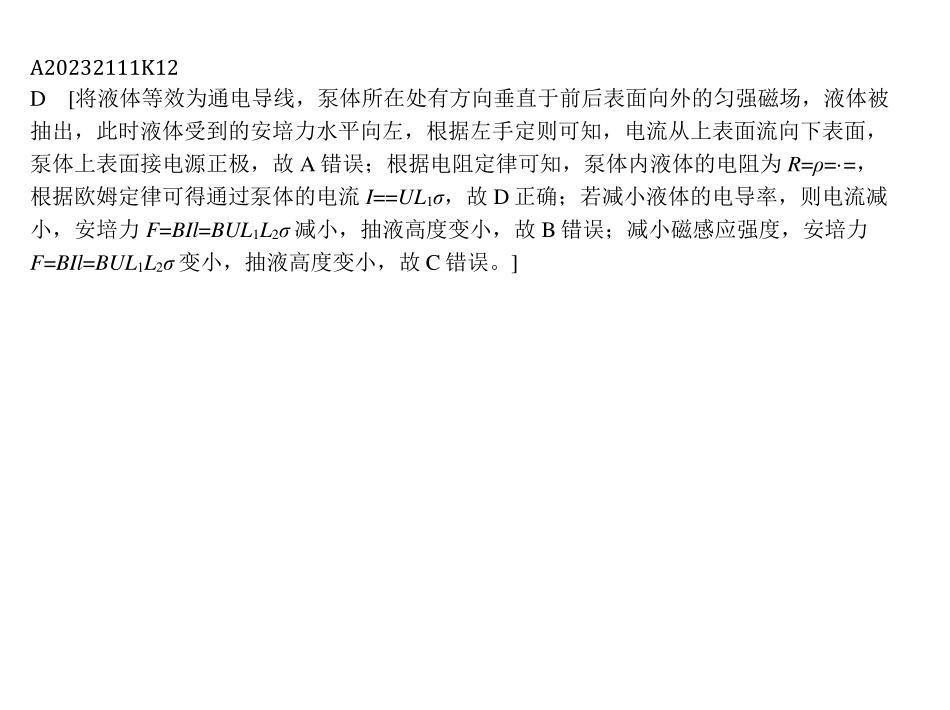 A20232111K12
D [将液体等效为通电导线，泵体所在处有方向垂直于前后表面向外的匀强磁场，液体被
抽出，此时液体受到的安培力水平向左，根据左手定则可知，电流从上表面流向下表面，
泵体上表面接电源正极，故 A 错误；根据电阻定律可知，泵体内液体的电阻为 R=ρ=·=，
根据欧姆定律可得通过泵体的电流 I==UL₁σ，故 D 正确；若减小液体的电导率，则电流减
小，安培力 F=BIl=BUL₁L₂σ 减小，抽液高度变小，故 B 错误；减小磁感应强度，安培力
F=BIl=BUL₁L₂σ 变小，抽液高度变小，故 C 错误。]